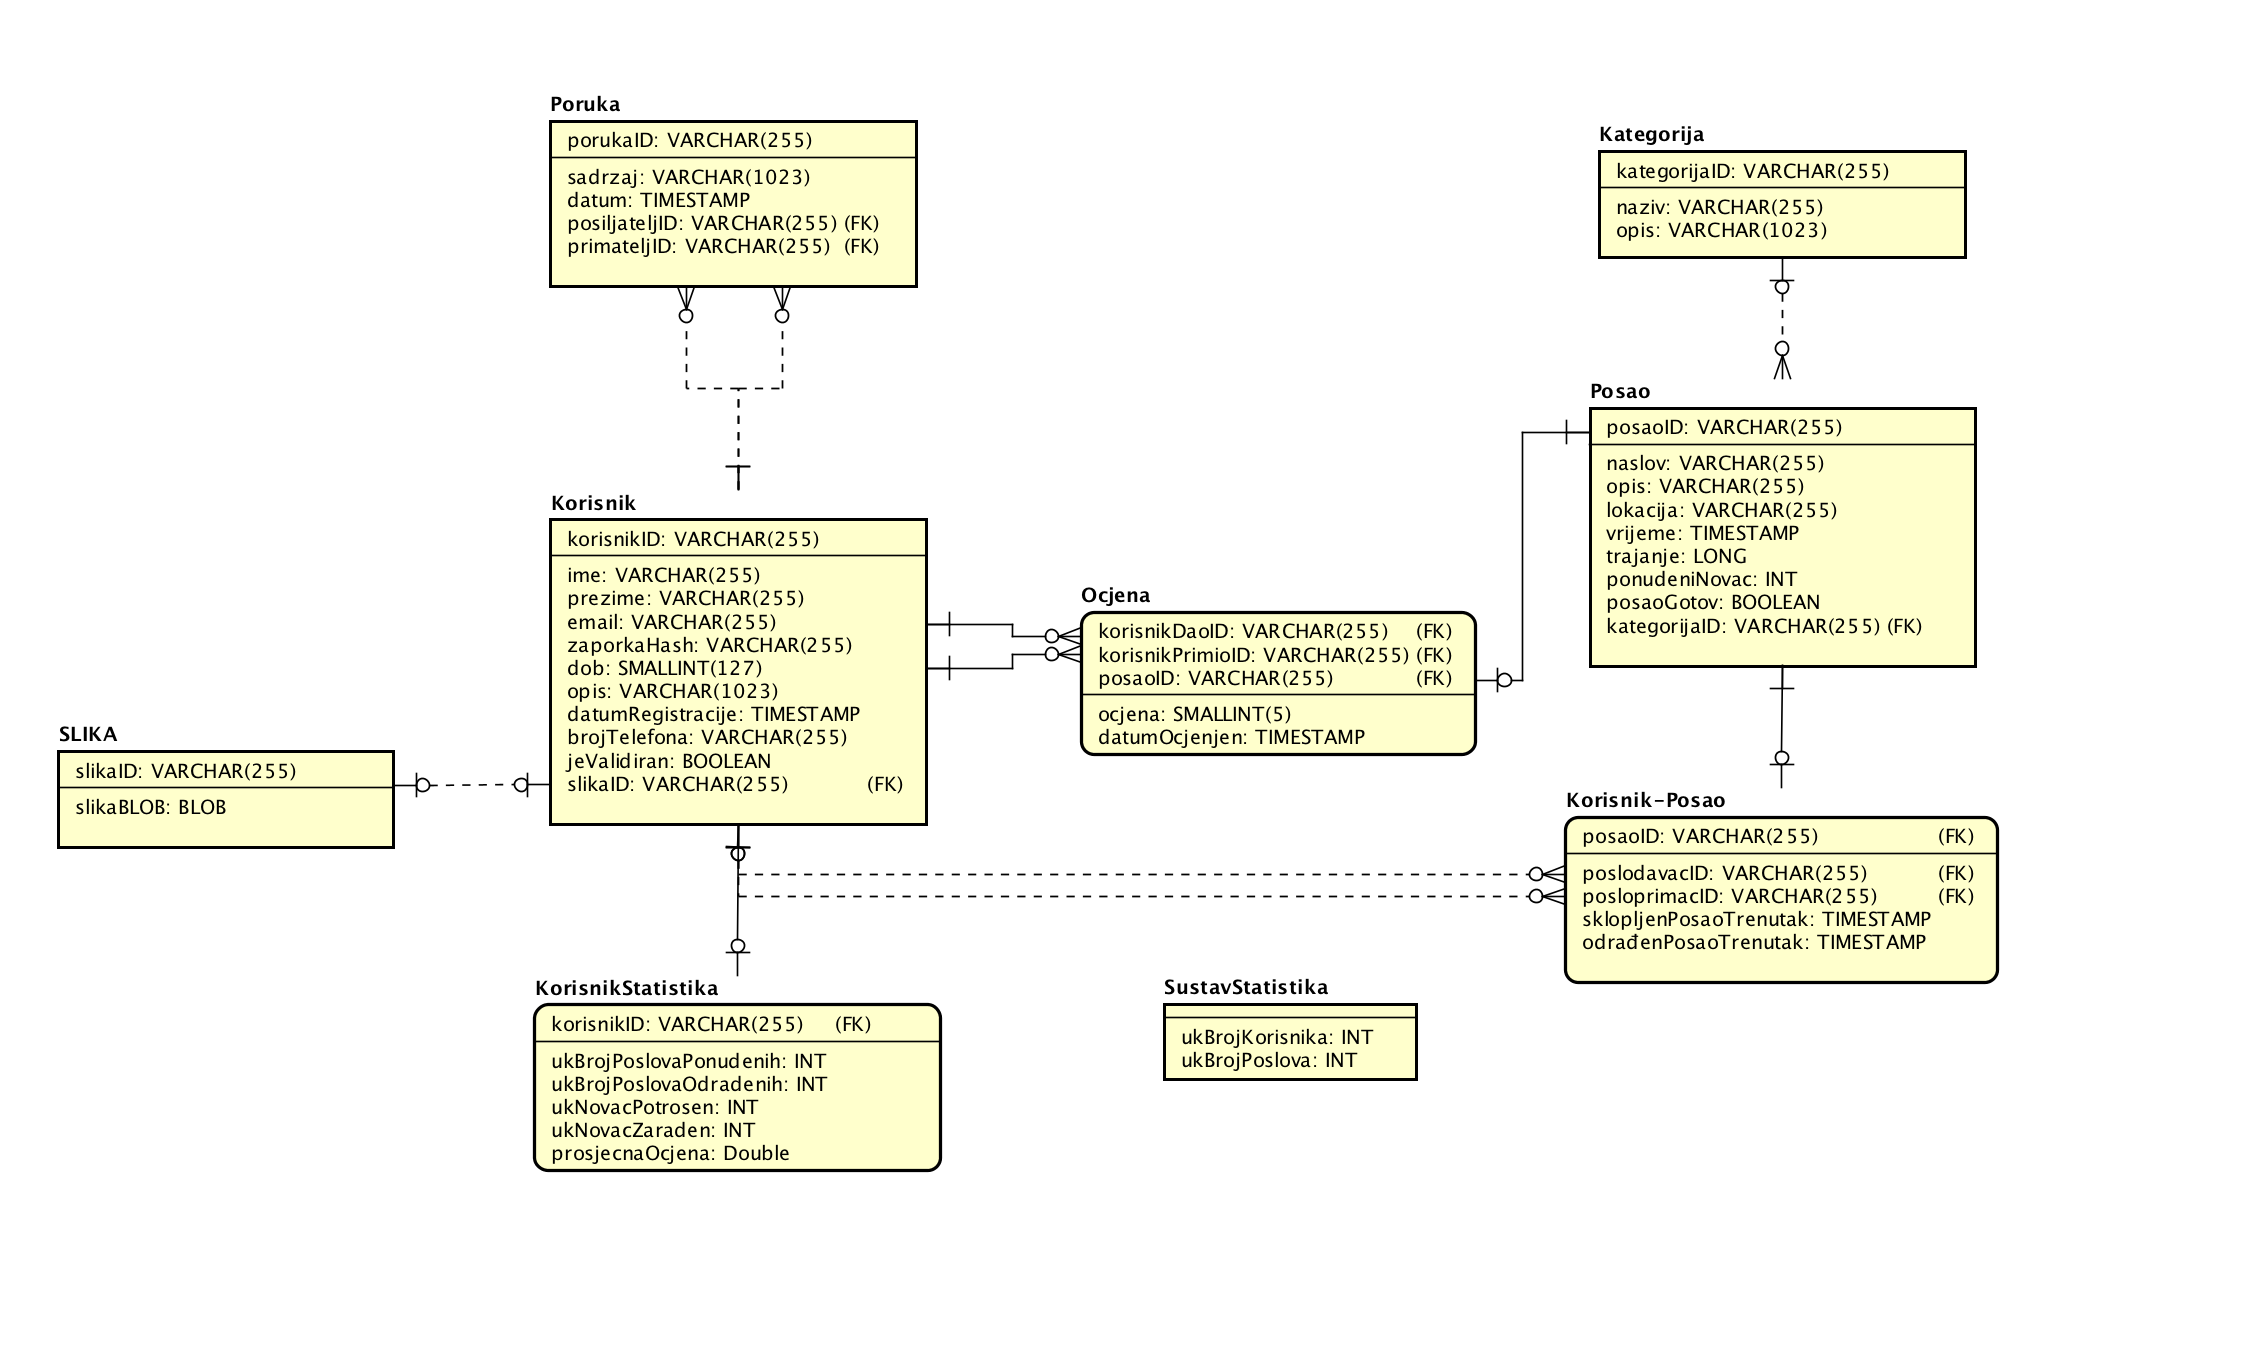 Poruka
porukaID: VARCHAR(255)
sadrzaj: VARCHAR(1023)
datum: TIMESTAMP
posiljateljID: VARCHAR(255) (FK)
primateljID: VARCHAR(255) (FK)
Kategorija
kategorijaID: VARCHAR(255)
naziv: VARCHAR(255)
opis: VARCHAR(1023)
Posao
posaoID: VARCHAR(255)
naslov: VARCHAR(255)
opis: VARCHAR(255)
lokacija: VARCHAR(255)
vrijeme: TIMESTAMP
trajanje: LONG
ponudeniNovac: INT
posaoGotov: BOOLEAN
kategorijaID: VARCHAR(255) (FK)
Korisnik
korisnikID: VARCHAR(255)
ime: VARCHAR(255)
prezime: VARCHAR(255)
email: VARCHAR(255)
zaporkaHash: VARCHAR(255)
dob: SMALLINT(127)
opis: VARCHAR(1023)
datumRegistracije: TIMESTAMP
brojTelefona: VARCHAR(255)
jeValidiran: BOOLEAN
slikaID: VARCHAR(255) (FK)
Ocjena
korisnikDaoID: VARCHAR(255) (FK)
korisnikPrimioID: VARCHAR(255) (FK)
posaoID: VARCHAR(255) (FK)
ocjena: SMALLINT(5)
datumOcjenjen: TIMESTAMP
SLIKA
slikaID: VARCHAR(255)
slikaBLOB: BLOB
Korisnik-Posao
posaoID: VARCHAR(255) (FK)
poslodavacID: VARCHAR(255) (FK)
posloprimacID: VARCHAR(255) (FK)
sklopljenPosaoTrenutak: TIMESTAMP
odrađenPosaoTrenutak: TIMESTAMP
KorisnikStatistika
korisnikID: VARCHAR(255) (FK)
ukBrojPoslovaPonudenih: INT
ukBrojPoslovaOdradenih: INT
ukNovacPotrosen: INT
ukNovacZaraden: INT
prosjecnaOcjena: Double
SustavStatistika
ukBrojKorisnika: INT
ukBrojPoslova: INT